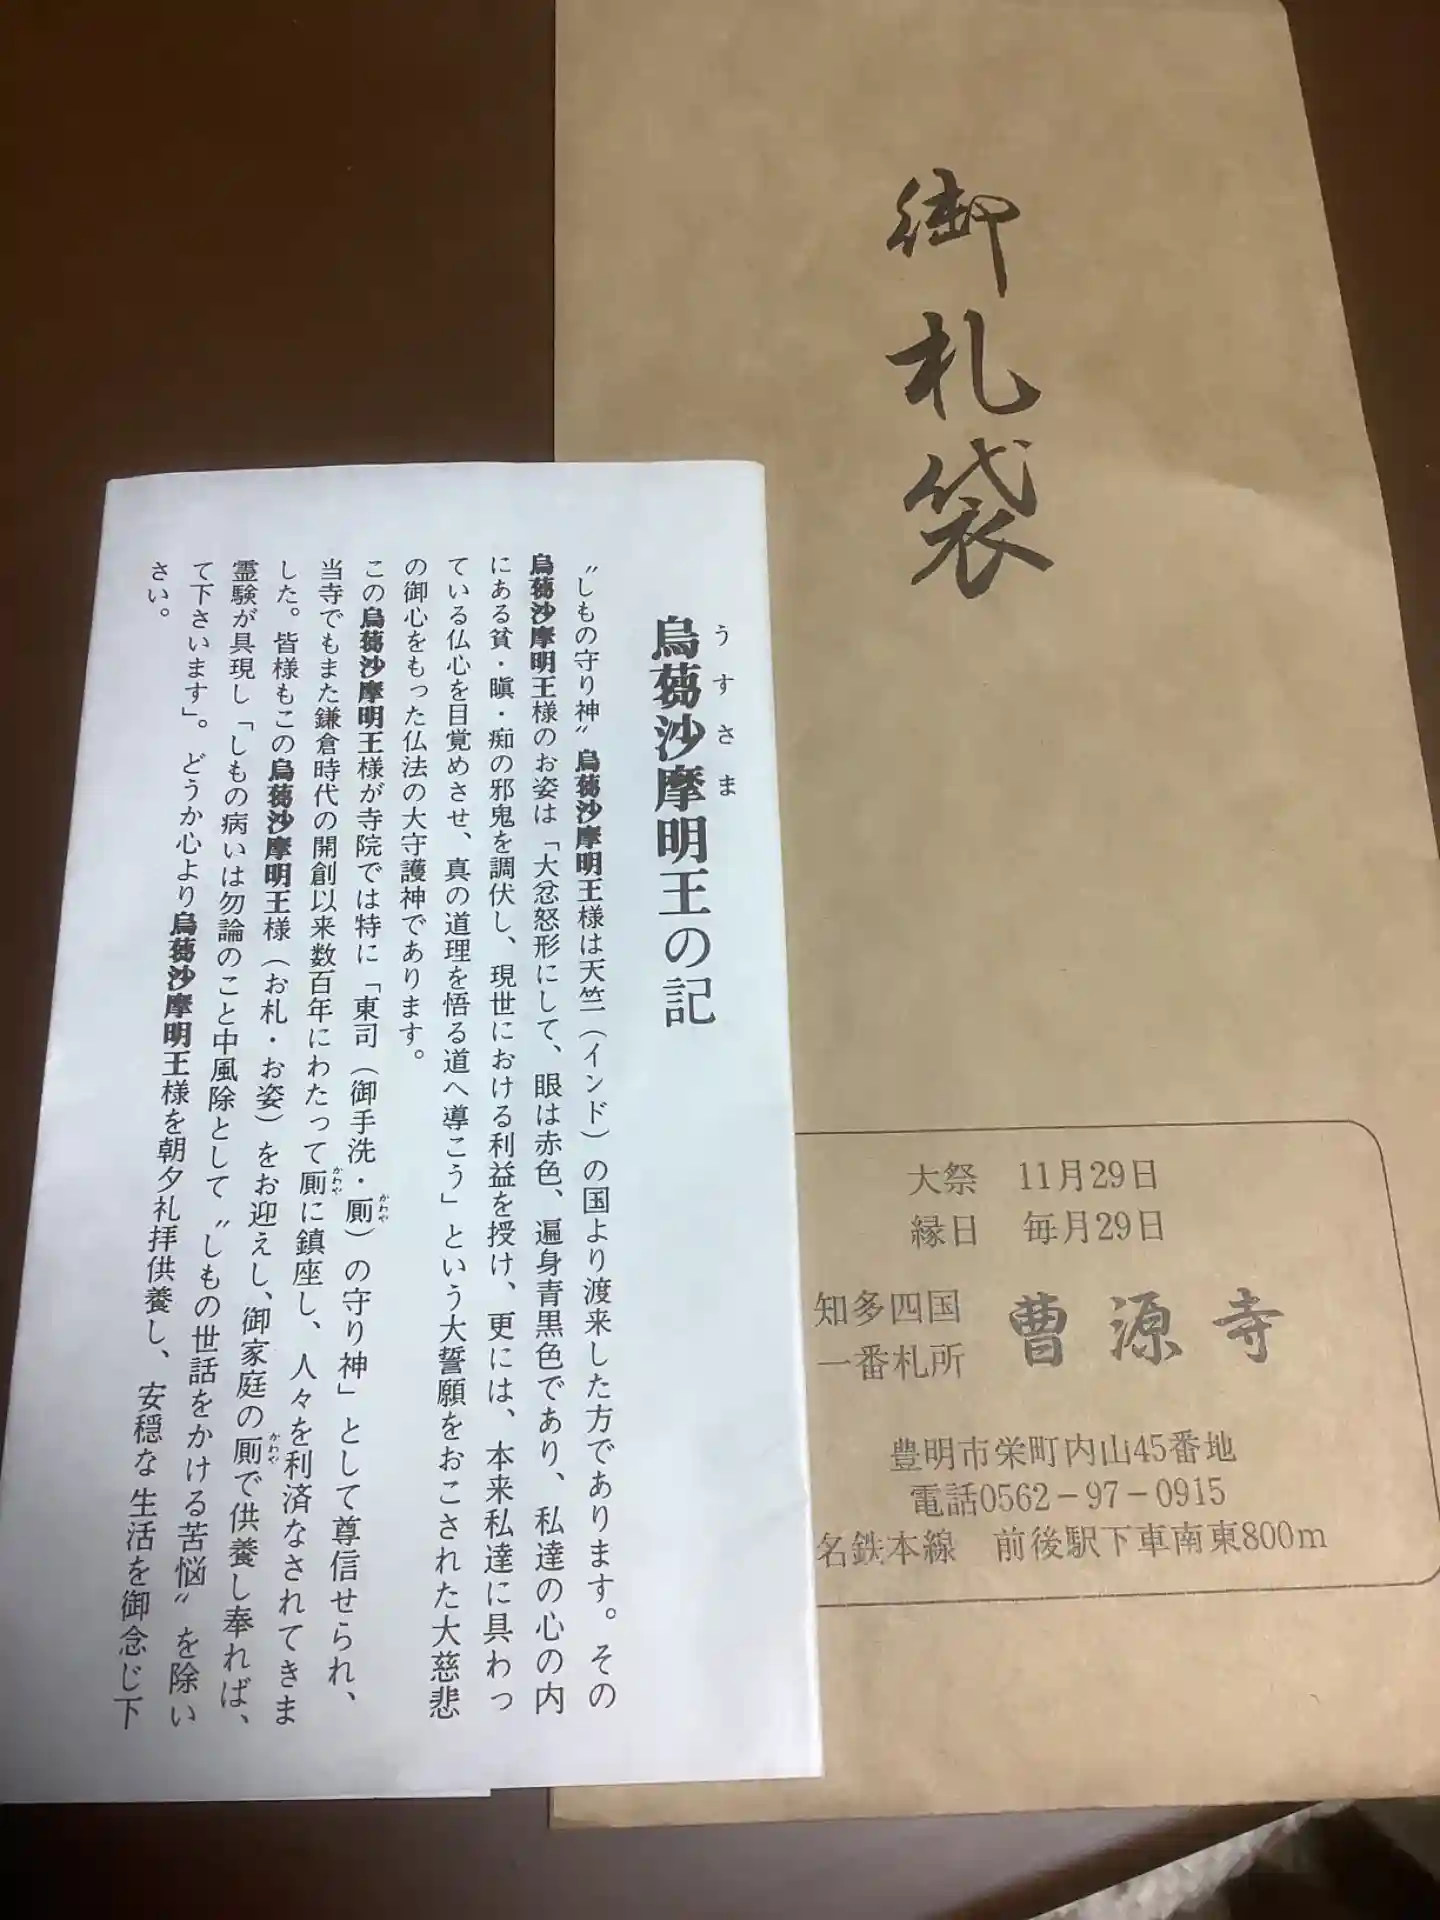 御札袋
大祭 11月29日
縁日 毎月29日
知多四国
一番札所
曹源寺
豊明市栄町内山45番地
電話0562-97-0915
名鉄本線 前後駅下車南東800m
うすさま
烏蒭沙摩明王の記
〝しもの守り神〟烏蒭沙摩明王様は天竺（インド）の国より渡来した方であります。その
烏蒭沙摩明王様のお姿は「大忿怒形にして、眼は赤色、遍身青黒色であり、私達の心の内
にある貧・瞋・痴の邪鬼を調伏し、現世における利益を授け、更には、本来私達に具わっ
ている仏心を目覚めさせ、真の道理を悟る道へ導こう」という大誓願をおこされた大慈悲
の御心をもった仏法の大守護神であります。
この烏蒭沙摩明王様が寺院では特に「東司（御手洗・厠かわや）の守り神」として尊信せられ、
当寺でもまた鎌倉時代の開創以来数百年にわたって厠かわやに鎮座し、人々を利済なされてきま
した。皆様もこの烏蒭沙摩明王様（お札・お姿）をお迎えし、御家庭の厠かわやで供養し奉れば、
霊験が具現し「しもの病いは勿論のこと中風除として〝しもの世話をかける苦悩〟を除い
て下さいます」。どうか心より烏蒭沙摩明王様を朝夕礼拝供養し、安穏な生活を御念じ下
さい。